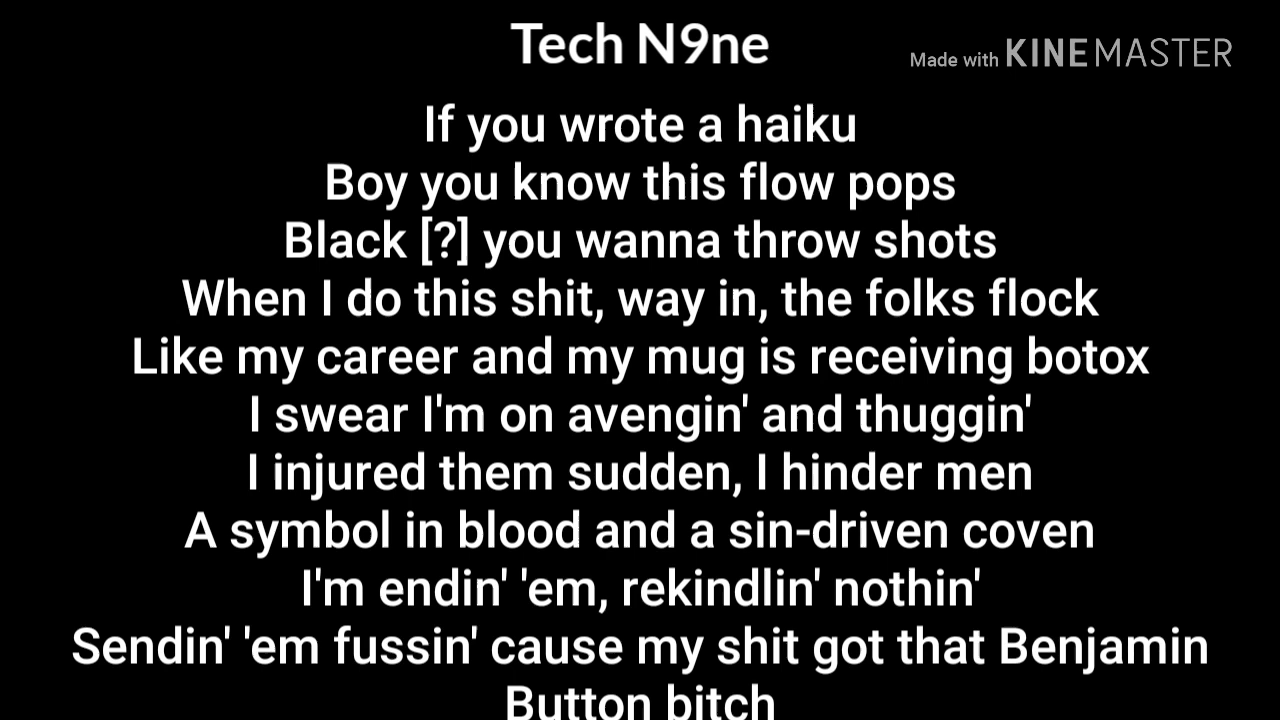 Tech N9ne
Made with KINEMASTER
If you wrote a haiku
Boy you know this flow pops
Black [?] you wanna throw shots
When I do this shit, way in, the folks flock
Like my career and my mug is receiving botox
I swear I'm on avengin' and thuggin'
I injured them sudden, I hinder men
A symbol in blood and a sin-driven coven
I'm endin' 'em, rekindlin' nothin'
Sendin' 'em fussin' cause my shit got that Benjamin
Button bitch